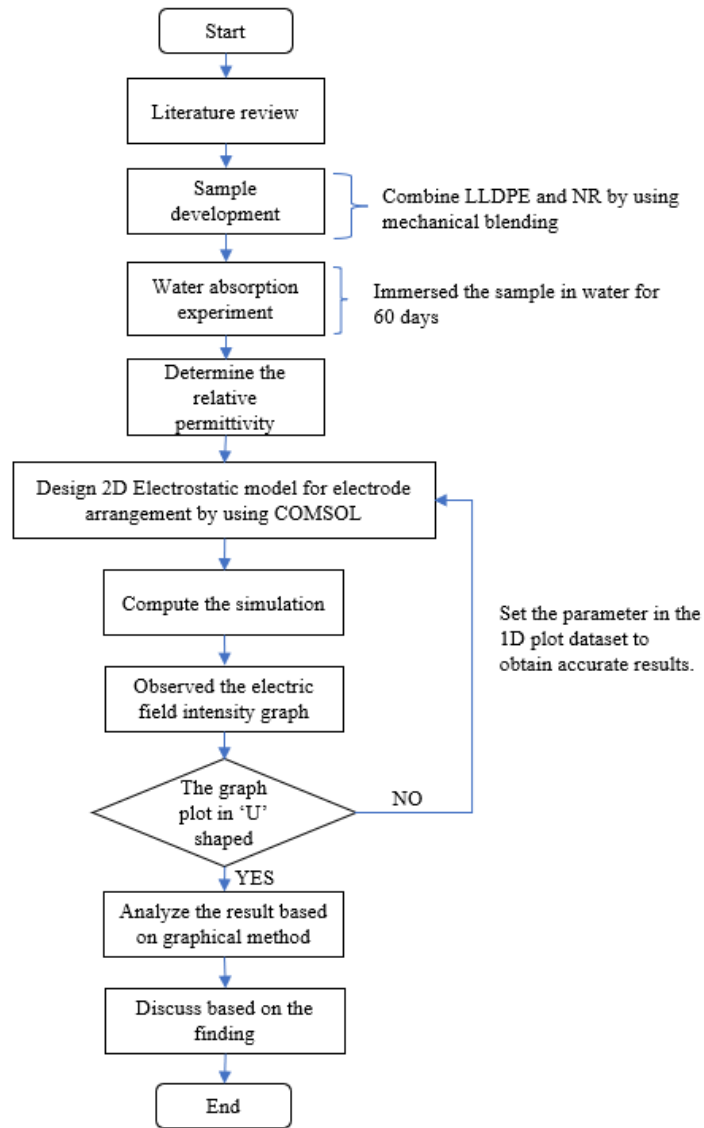 Start
Literature review
Sample
development
Combine LLDPE and NR by using
mechanical blending
Water absorption
experiment
Immersed the sample in water for
60 days
Determine the
relative
permittivity
Design 2D Electrostatic model for electrode
arrangement by using COMSOL
Compute the simulation
Set the parameter in the
1D plot dataset to
obtain accurate results.
Observed the electric
field intensity graph
The graph
plot in ‘U’
shaped
NO
YES
Analyze the result based
on graphical method
Discuss based on the
finding
End